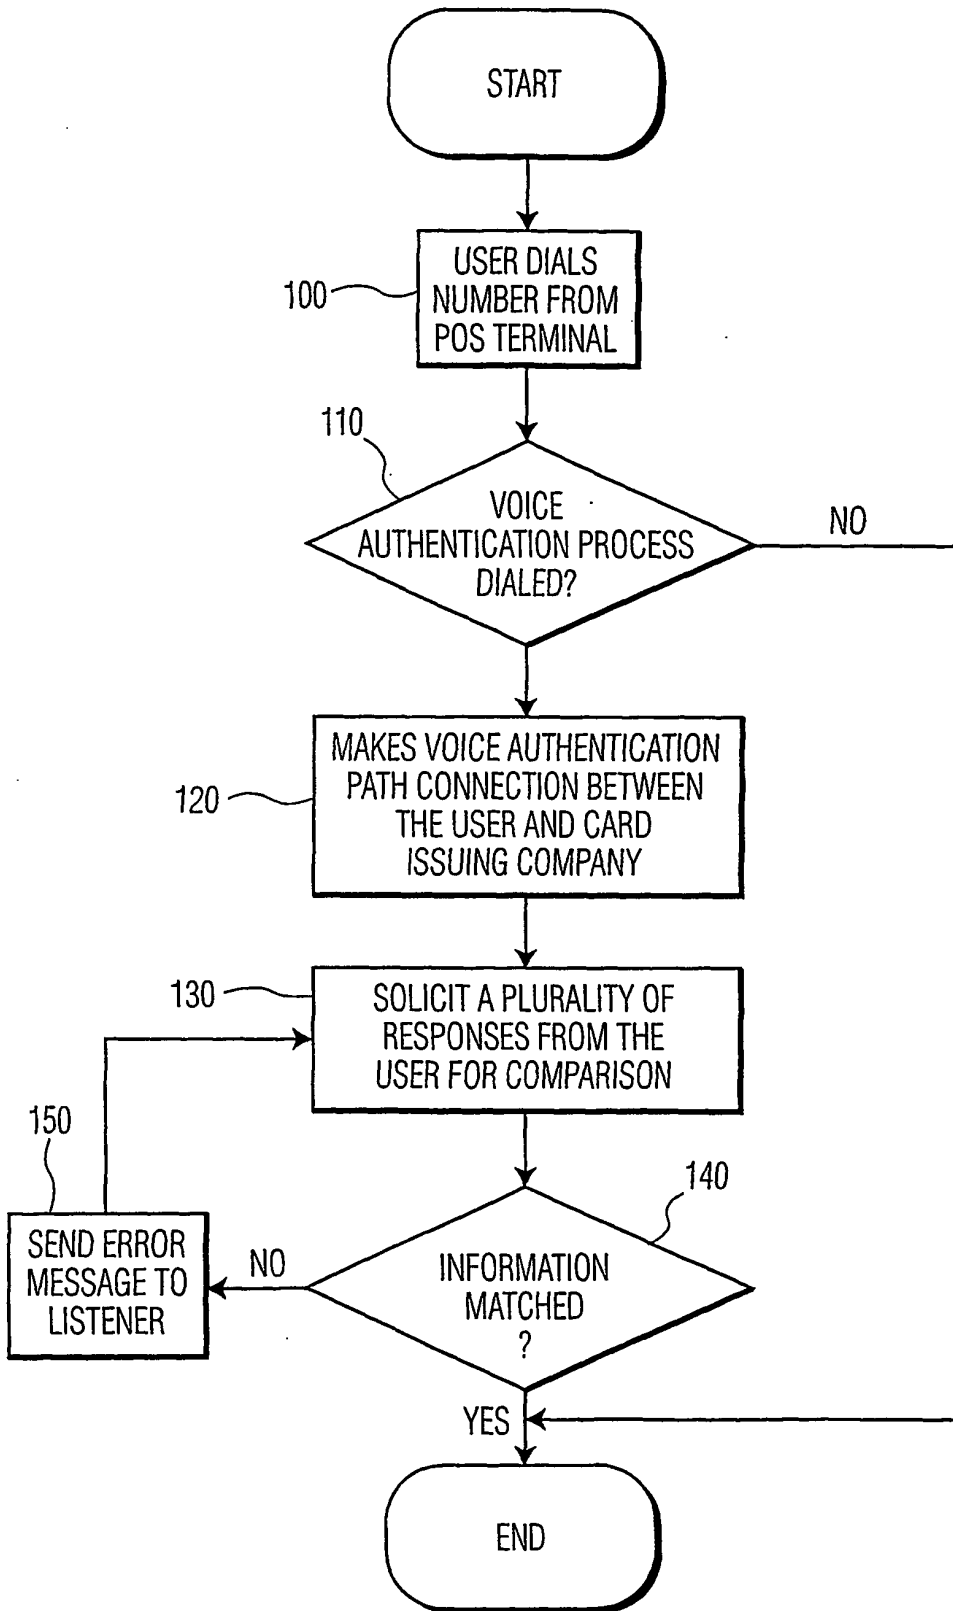 START
USER DIALS
NUMBER FROM
POS TERMINAL
100
110
VOICE
AUTHENTICATION PROCESS
DIALED?
NO
MAKES VOICE AUTHENTICATION
PATH CONNECTION BETWEEN
THE USER AND CARD
ISSUING COMPANY
120
130
SOLICIT A PLURALITY OF
RESPONSES FROM THE
USER FOR COMPARISON
150
140
SEND ERROR
MESSAGE TO
LISTENER
NO
INFORMATION
MATCHED
?
YES
END